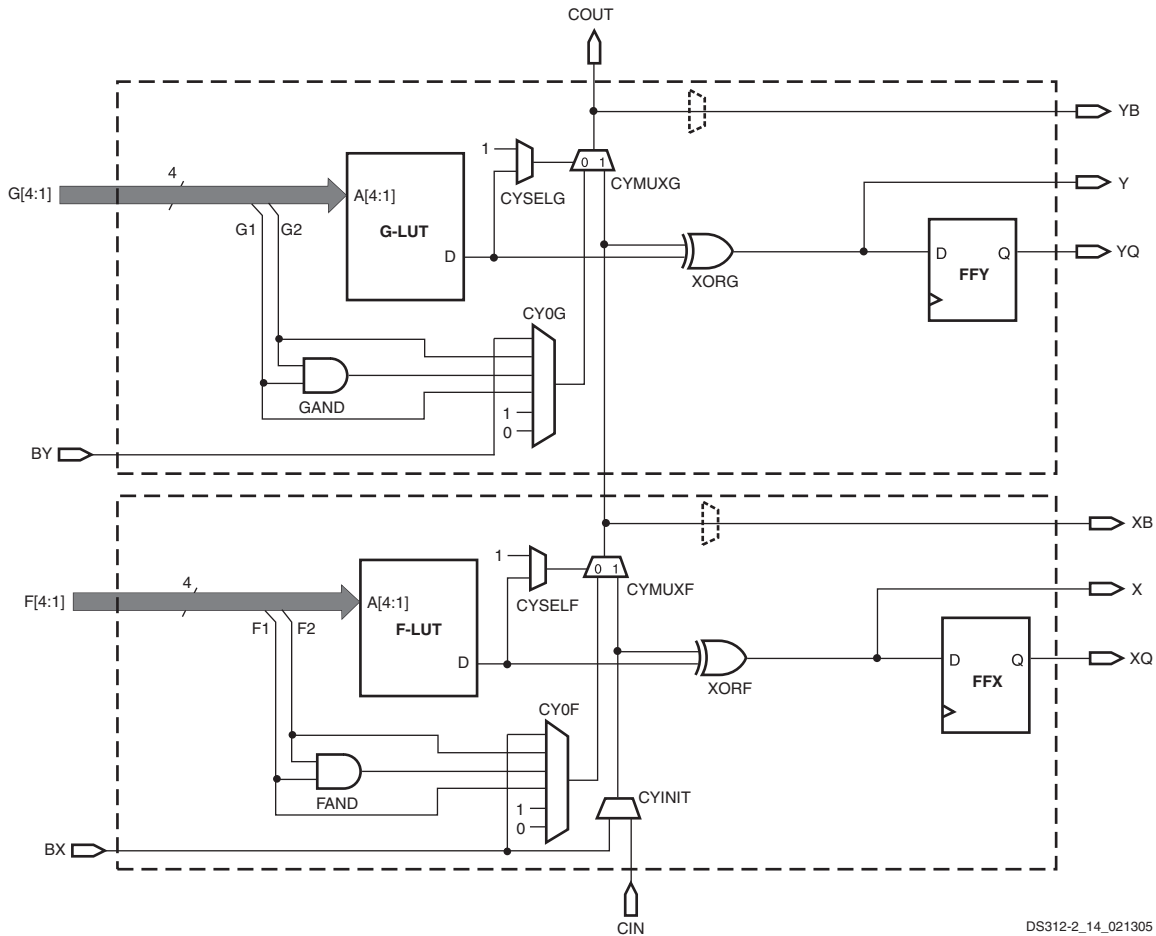 COUT
YB
1
0 1
4
G[4:1]
A[4:1]
CYSELG
CYMUXG
Y
G1 G2
G-LUT
D
XORG
D Q
FFY
YQ
CY0G
GAND
1
0
BY
XB
1
0 1
4
F[4:1]
A[4:1]
CYSELF
CYMUXF
X
F1 F2
F-LUT
D
XORF
D Q
FFX
XQ
CY0F
FAND
1
0
CYINIT
BX
CIN
DS312-2_14_021305